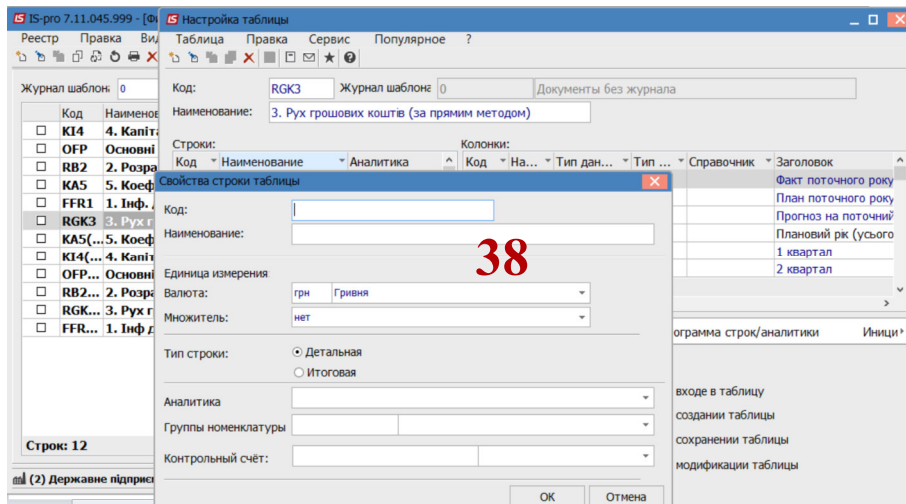 IS-pro 7.11.045.999 - [Фи
Реестр Правка Вид
Журнал шаблона 0
Код Наименов
KI4 4. Капіта
OFP Основні
RB2 2. Розра
KA5 5. Коеф
FFR1 1. Інф. д
RGK3 3. Рух г
KA5(... 5. Коеф
KI4(... 4. Капіт
OFP... Основні
RB2... 2. Розра
RGK... 3. Рух г
FFR... 1. Інф д
Строк: 12
(2) Державне підприєм
Настройка таблицы
Таблица Правка Сервис Популярное ?
Код: RGK3 Журнал шаблона 0 Документы без журнала
Наименование: 3. Рух грошових коштів (за прямим методом)
Строки: Колонки:
Код Наименование Аналитика Код На... Тип дан... Тип ... Справочник Заголовок
Факт поточного року
План поточного року
Прогноз на поточний
Плановий рік (усього
1 квартал
2 квартал
ограмма строк/аналитики Иници
входе в таблицу
создании таблицы
сохранении таблицы
модификации таблицы
Свойства строки таблицы
Код:
Наименование:
38
Единица измерения:
Валюта: грн Гривня
Множитель: нет
Тип строки: Детальная
Итоговая
Аналитика
Группы номенклатуры
Контрольный счёт:
ОК Отмена